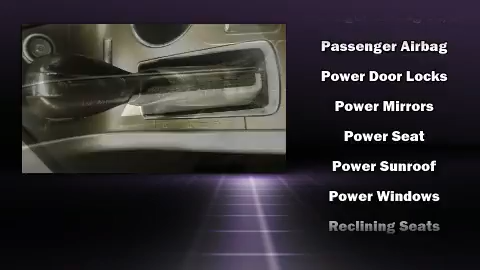 Passenger Airbag
Power Door Locks
Power Mirrors
Power Seat
Power Sunroof
Power Windows
Reclining Seats